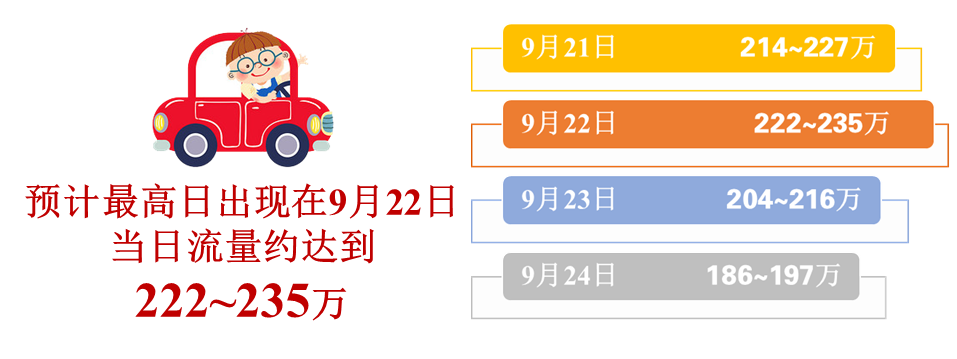 预计最高日出现在9月22日
当日流量约达到
222~235万
9月21日 214~227万
9月22日 222~235万
9月23日 204~216万
9月24日 186~197万